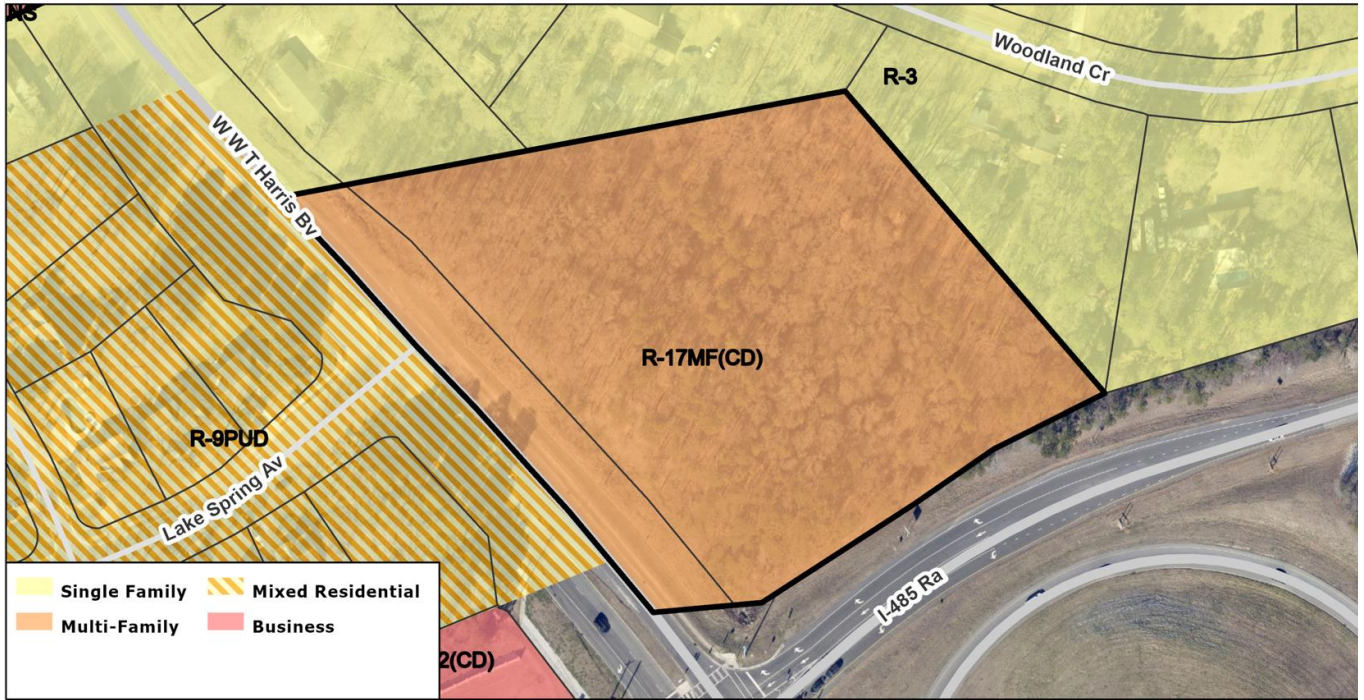 NS
Woodland Cr
R-3
W W T Harris Bv
R-17MF(CD)
R-9PUD
Lake Spring Av
I-485 Ra
2(CD)
Single Family
Mixed Residential
Multi-Family
Business